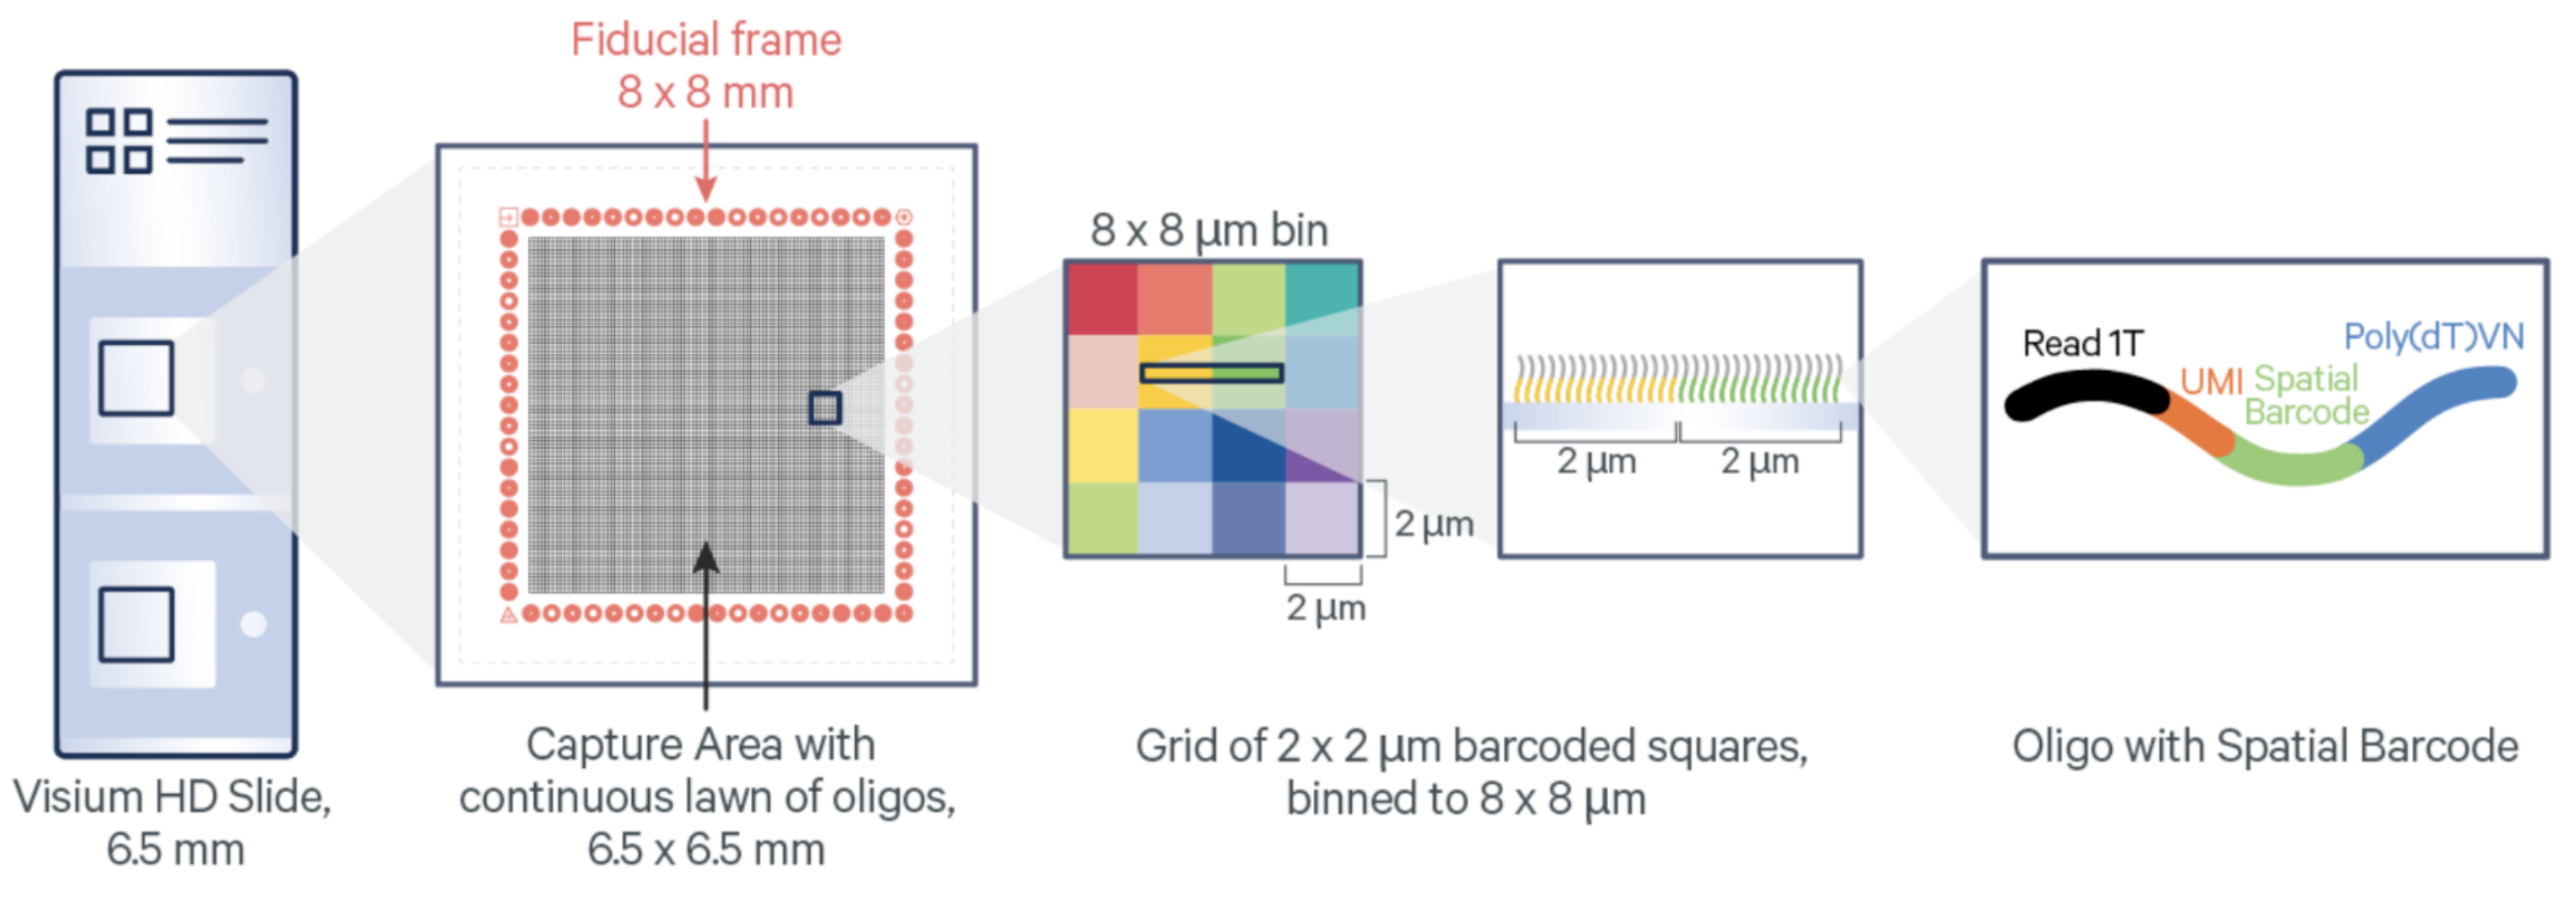 Fiducial frame
8 x 8 mm
8 x 8 µm bin
2 µm
2 µm
2 µm
2 µm
Read 1T
UMI
Spatial
Barcode
Poly(dT)VN
Visium HD Slide,
6.5 mm
Capture Area with
continuous lawn of oligos,
6.5 x 6.5 mm
Grid of 2 x 2 µm barcoded squares,
binned to 8 x 8 µm
Oligo with Spatial Barcode